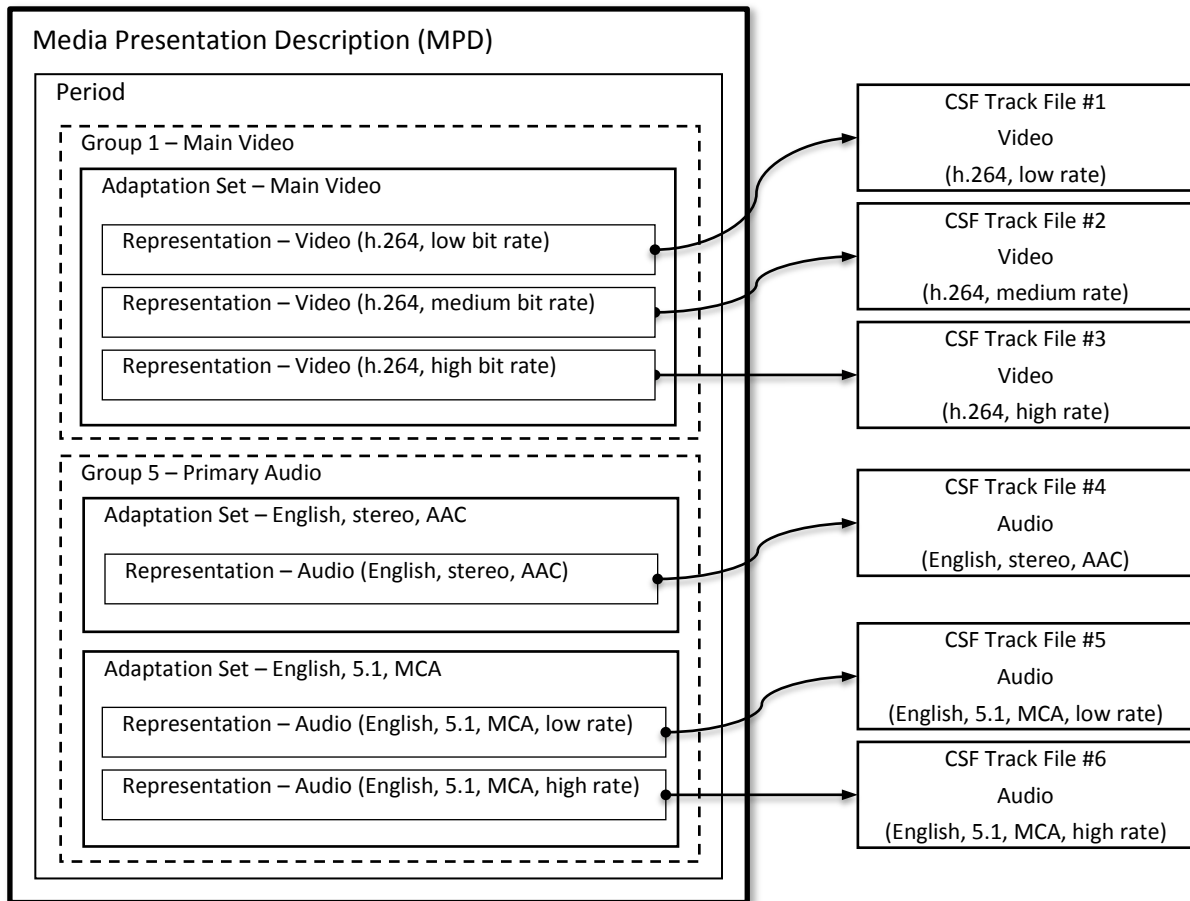 Media Presentation Description (MPD)
Period
Group 1 – Main Video
Adaptation Set – Main Video
Representation – Video (h.264, low bit rate)
Representation – Video (h.264, medium bit rate)
Representation – Video (h.264, high bit rate)
Group 5 – Primary Audio
Adaptation Set – English, stereo, AAC
Representation – Audio (English, stereo, AAC)
Adaptation Set – English, 5.1, MCA
Representation – Audio (English, 5.1, MCA, low rate)
Representation – Audio (English, 5.1, MCA, high rate)
CSF Track File #1
Video
(h.264, low rate)
CSF Track File #2
Video
(h.264, medium rate)
CSF Track File #3
Video
(h.264, high rate)
CSF Track File #4
Audio
(English, stereo, AAC)
CSF Track File #5
Audio
(English, 5.1, MCA, low rate)
CSF Track File #6
Audio
(English, 5.1, MCA, high rate)